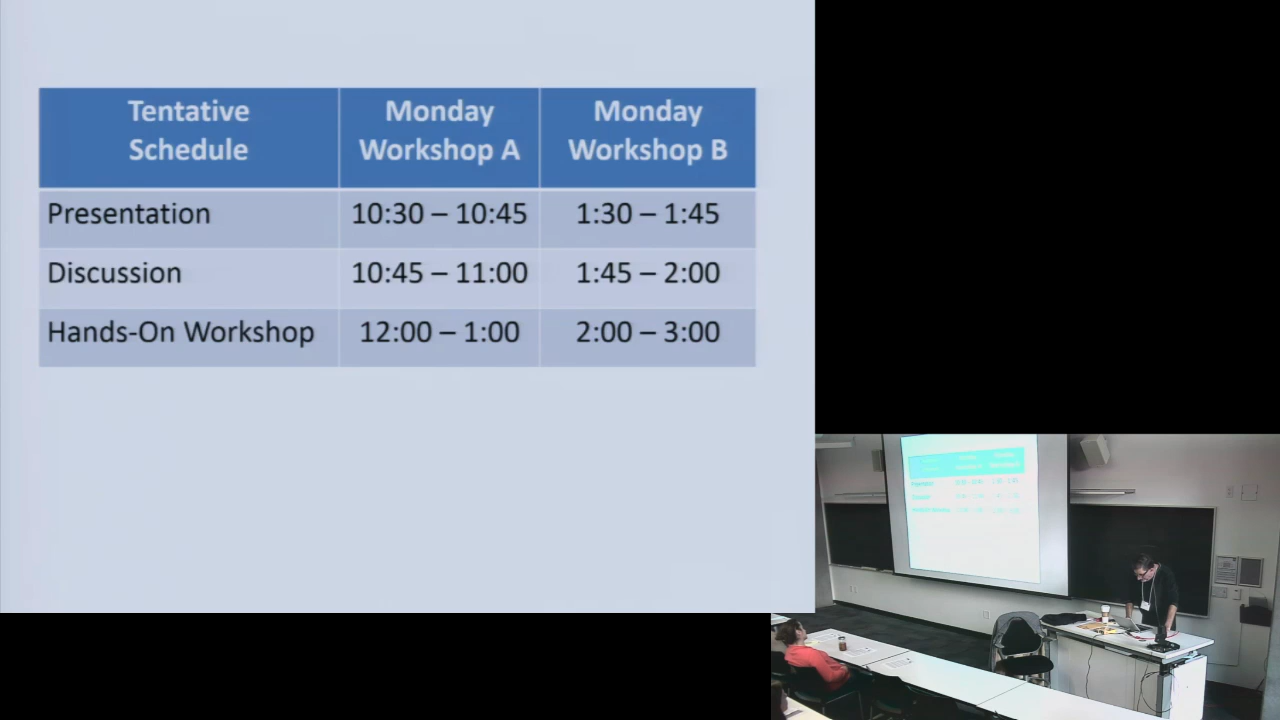 Tentative Schedule
Monday Workshop A
Monday Workshop B
Presentation 10:30 – 10:45 1:30 – 1:45
Discussion 10:45 – 11:00 1:45 – 2:00
Hands-On Workshop 12:00 – 1:00 2:00 – 3:00